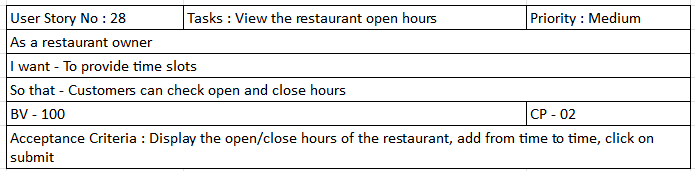 User Story No : 28 Tasks : View the restaurant open hours Priority : Medium
As a restaurant owner
I want - To provide time slots
So that - Customers can check open and close hours
BV - 100 CP - 02
Acceptance Criteria : Display the open/close hours of the restaurant, add from time to time, click on
submit